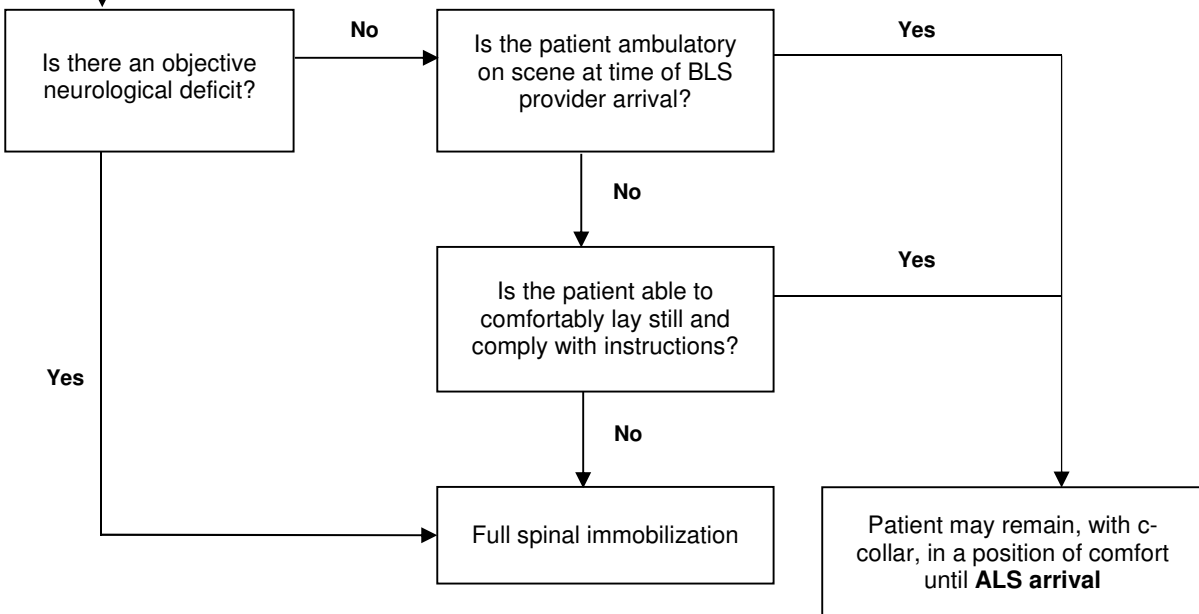 Is there an objective
neurological deficit?
No
Is the patient ambulatory
on scene at time of BLS
provider arrival?
Yes
No
Is the patient able to
comfortably lay still and
comply with instructions?
Yes
Yes
No
Full spinal immobilization
Patient may remain, with c-
collar, in a position of comfort
until ALS arrival